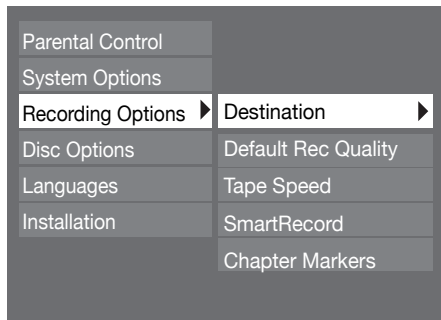 Parental Control
System Options
Recording Options
Disc Options
Languages
Installation
Destination
Default Rec Quality
Tape Speed
SmartRecord
Chapter Markers